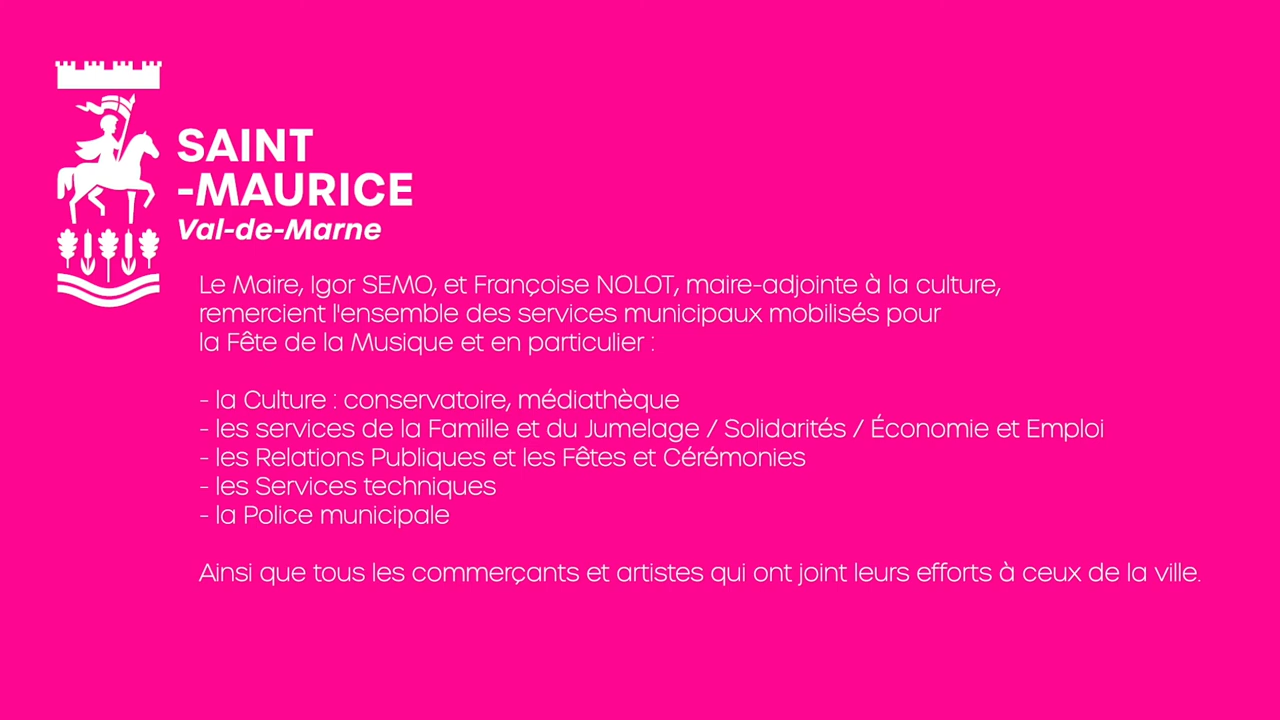 SAINT
-MAURICE
Val-de-Marne
Le Maire, Igor SEMO, et Françoise NOLOT, maire-adjointe à la culture,
remercient l'ensemble des services municipaux mobilisés pour
la Fête de la Musique et en particulier :
- la Culture : conservatoire, médiathèque
- les services de la Famille et du Jumelage / Solidarités / Économie et Emploi
- les Relations Publiques et les Fêtes et Cérémonies
- les Services techniques
- la Police municipale
Ainsi que tous les commerçants et artistes qui ont joint leurs efforts à ceux de la ville.